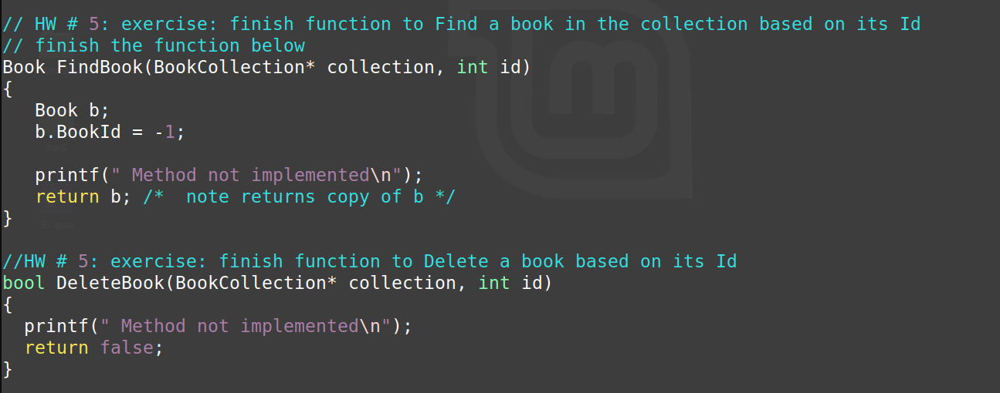 // HW # 5: exercise: finish function to Find a book in the collection based on its Id
// finish the function below
Book FindBook(BookCollection* collection, int id)
{
   Book b;
   b.BookId = -1;
   printf(" Method not implemented\n");
   return b; /*  note returns copy of b */
}
Eclipse
//HW # 5: exercise: finish function to Delete a book based on its Id
bool DeleteBook(BookCollection* collection, int id)
{
  printf(" Method not implemented\n");
  return false;
}